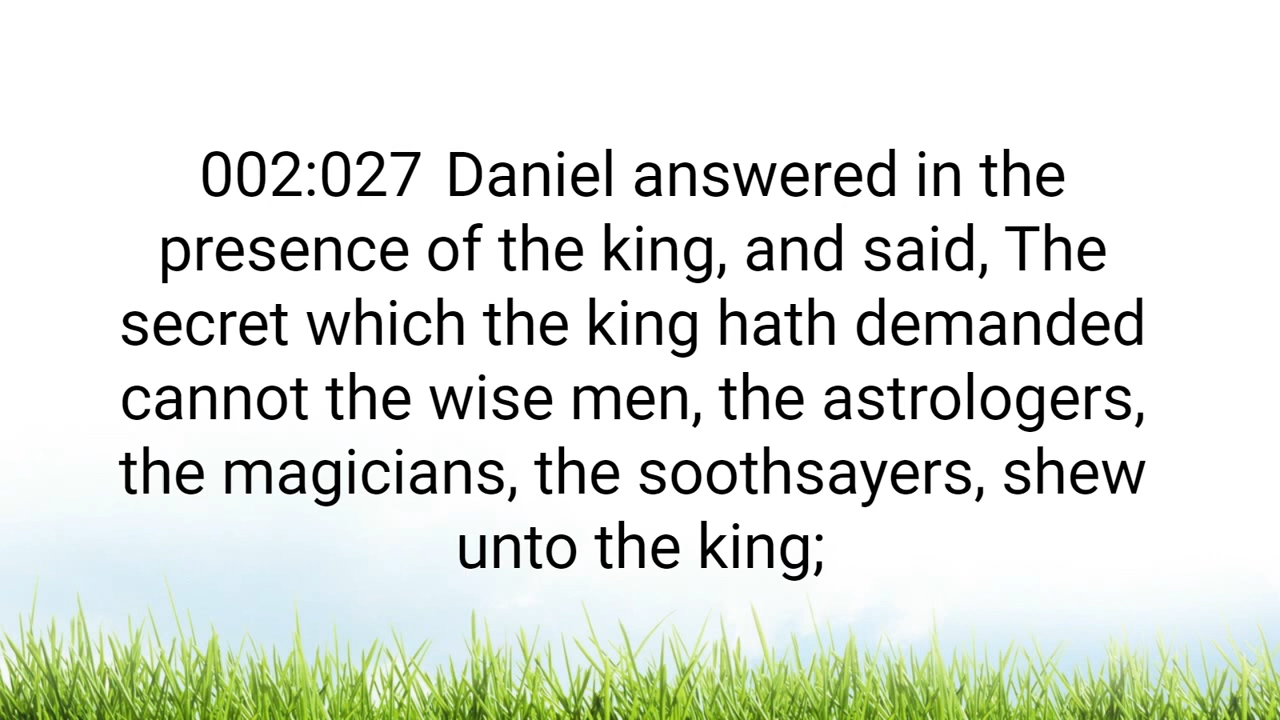 002:027 Daniel answered in the
presence of the king, and said, The
secret which the king hath demanded
cannot the wise men, the astrologers,
the magicians, the soothsayers, shew
unto the king;